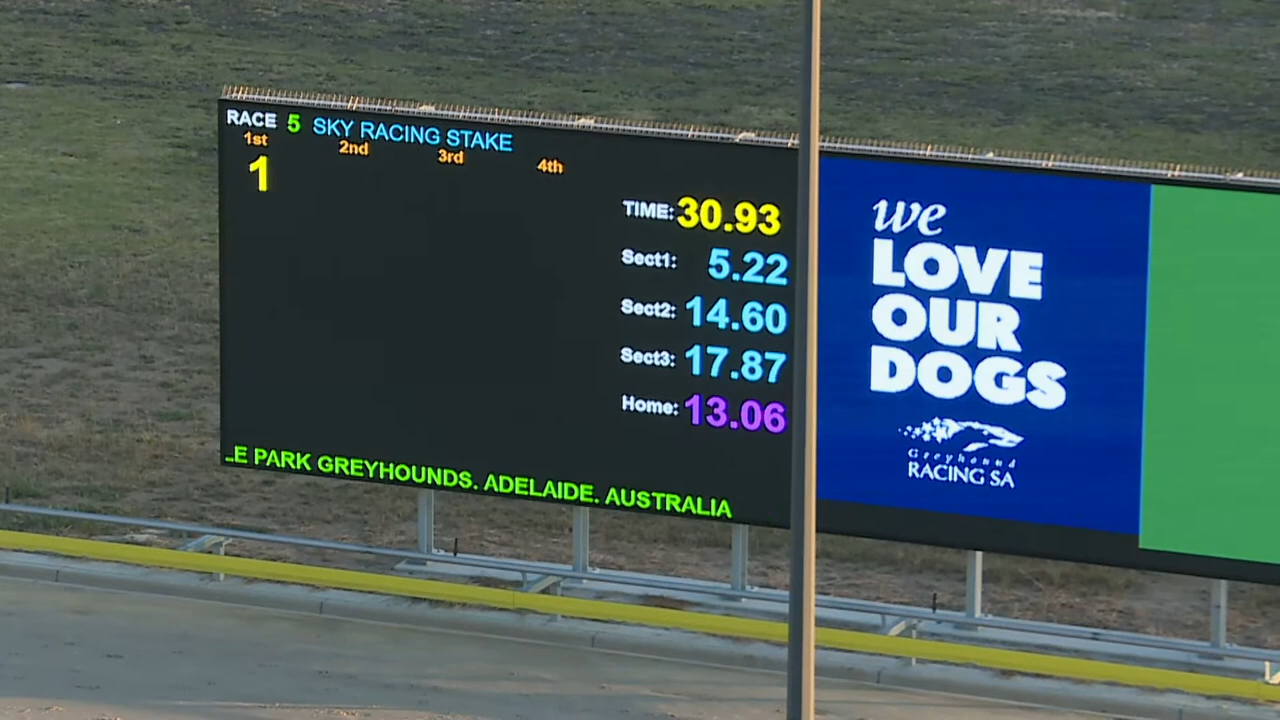 RACE 5 SKY RACING STAKE
1st 2nd 3rd 4th
1
TIME: 30.93
Sect1: 5.22
Sect2: 14.60
Sect3: 17.87
Home: 13.06
..E PARK GREYHOUNDS. ADELAIDE. AUSTRALIA
we
LOVE
OUR
DOGS
Greyhound
RACING SA